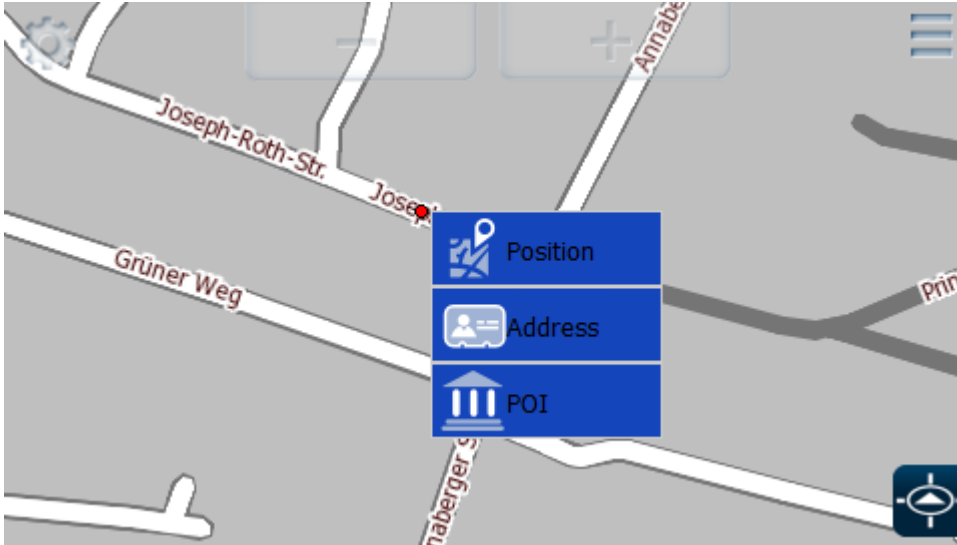 Annabe
Joseph-Roth-Str.
Josep
Position
Grüner Weg
Prin
Address
POI
naberger S